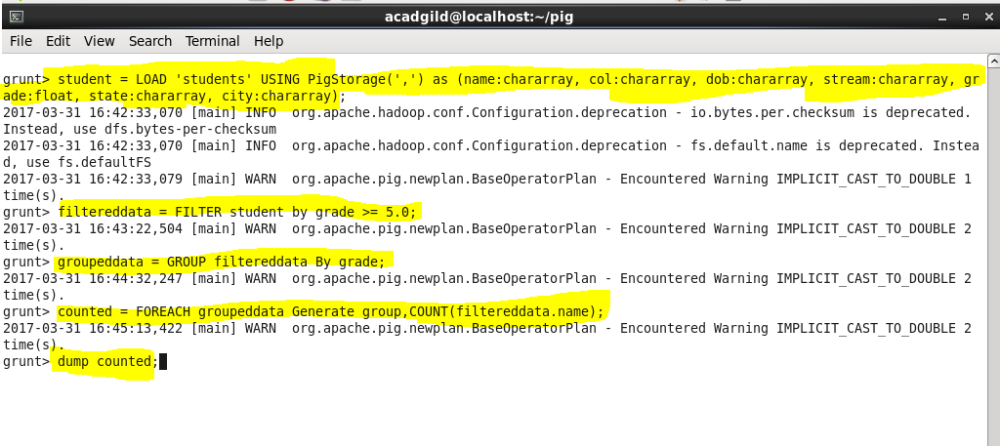 acadgild@localhost:~/pig
File Edit View Search Terminal Help
grunt> student = LOAD 'students' USING PigStorage(',') as (name:chararray, col:chararray, dob:chararray, stream:chararray, gr
ade:float, state:chararray, city:chararray);
2017-03-31 16:42:33,070 [main] INFO  org.apache.hadoop.conf.Configuration.deprecation - io.bytes.per.checksum is deprecated.
Instead, use dfs.bytes-per-checksum
2017-03-31 16:42:33,070 [main] INFO  org.apache.hadoop.conf.Configuration.deprecation - fs.default.name is deprecated. Instea
d, use fs.defaultFS
2017-03-31 16:42:33,079 [main] WARN  org.apache.pig.newplan.BaseOperatorPlan - Encountered Warning IMPLICIT_CAST_TO_DOUBLE 1
time(s).
grunt> filtereddata = FILTER student by grade >= 5.0;
2017-03-31 16:43:22,504 [main] WARN  org.apache.pig.newplan.BaseOperatorPlan - Encountered Warning IMPLICIT_CAST_TO_DOUBLE 2
time(s).
grunt> groupeddata = GROUP filtereddata By grade;
2017-03-31 16:44:32,247 [main] WARN  org.apache.pig.newplan.BaseOperatorPlan - Encountered Warning IMPLICIT_CAST_TO_DOUBLE 2
time(s).
grunt> counted = FOREACH groupeddata Generate group,COUNT(filtereddata.name);
2017-03-31 16:45:13,422 [main] WARN  org.apache.pig.newplan.BaseOperatorPlan - Encountered Warning IMPLICIT_CAST_TO_DOUBLE 2
time(s).
grunt> dump counted;